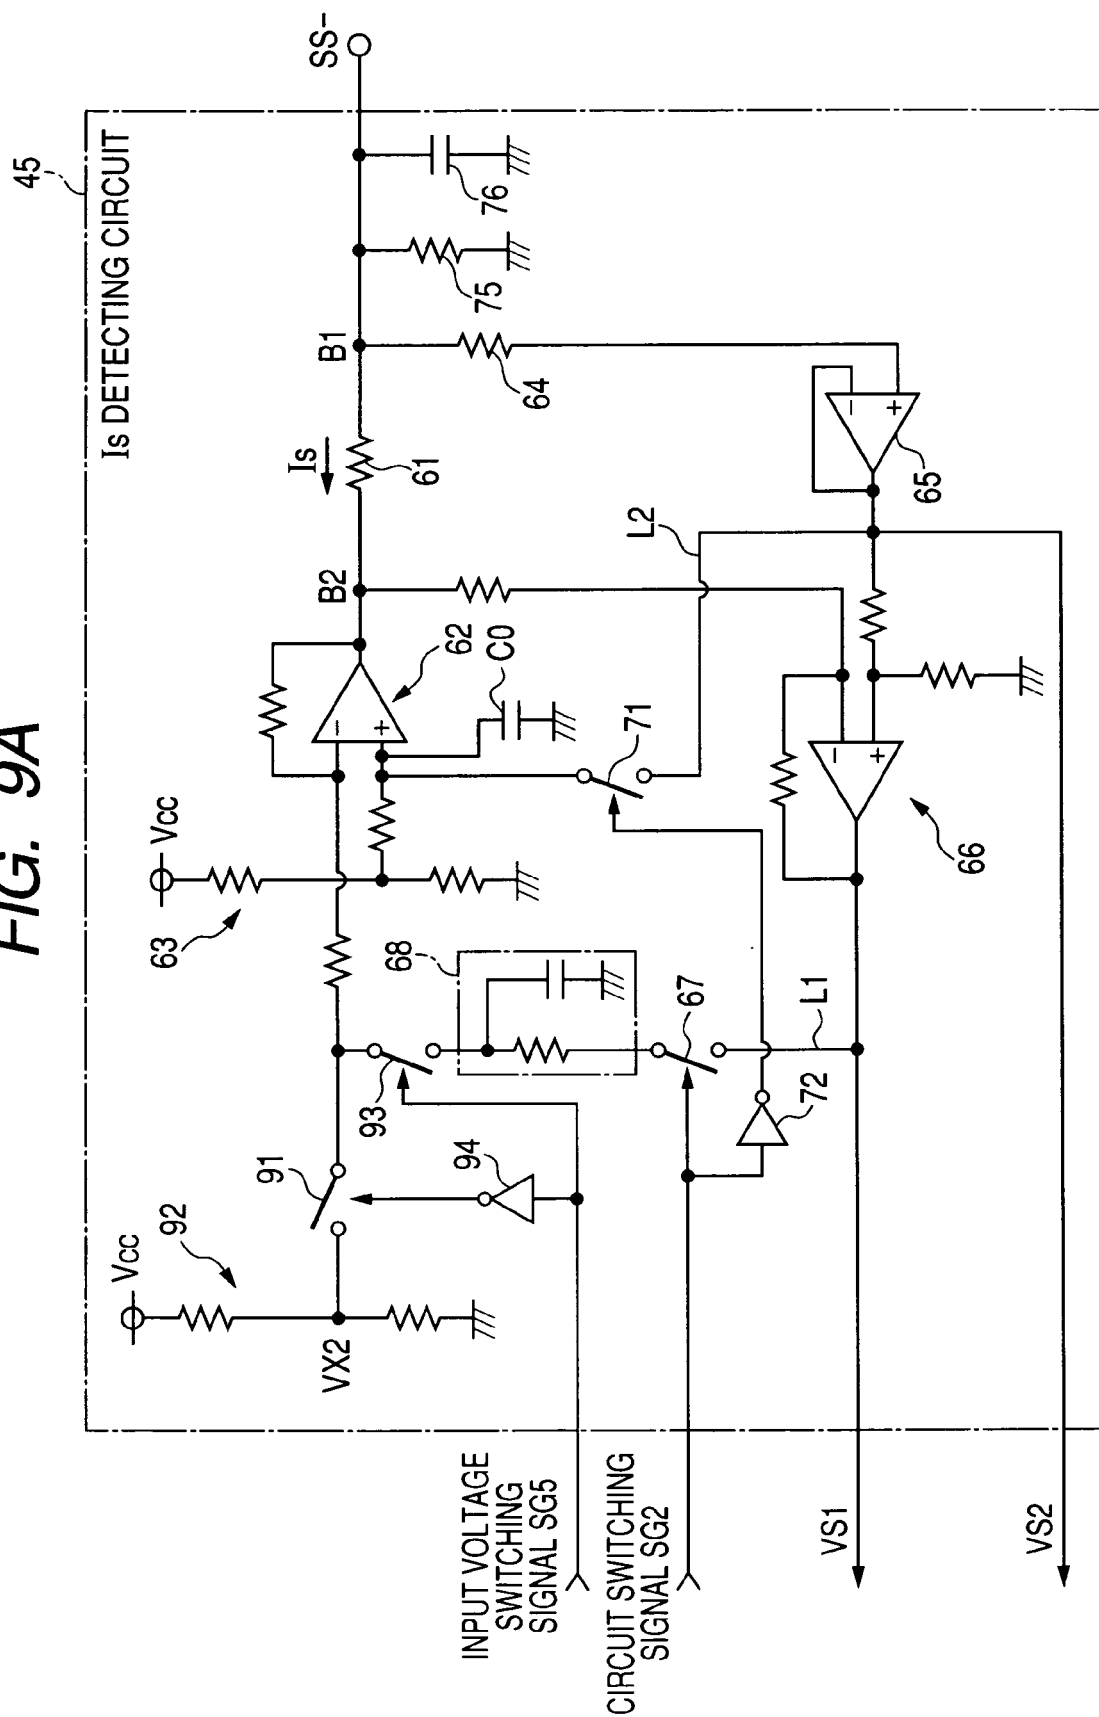 FIG. 9A
45
Is DETECTING CIRCUIT
SS-
Vcc
92
VX2
91
94
93
Vcc
63
68
67
72
L1
62
C0
71
B2
Is
61
B1
64
75
76
L2
65
66
INPUT VOLTAGE
SWITCHING
SIGNAL SG5
CIRCUIT SWITCHING
SIGNAL SG2
VS1
VS2
−
+
−
+
−
+